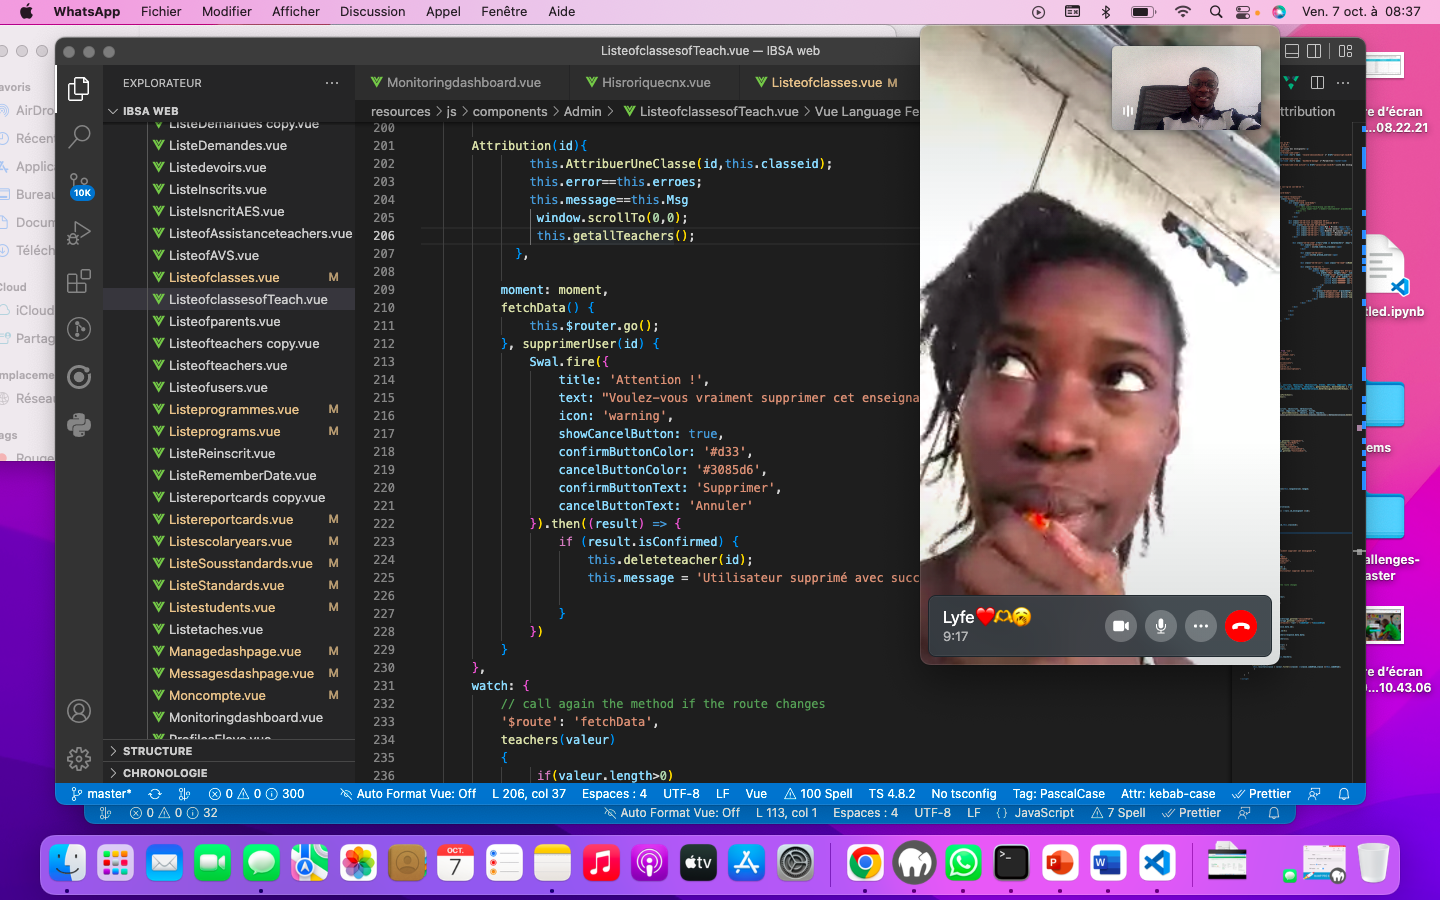 WhatsApp Fichier Modifier Afficher Discussion Appel Fenêtre Aide Ven. 7 oct. à 08:37
ListeofclassesofTeach.vue — IBSA web
EXPLORATEUR
IBSA WEB
ListeDemandes copy.vue
ListeDemandes.vue
Listedevoirs.vue
ListeInscrits.vue
ListeIsncritAES.vue
ListeofAssistanceteachers.vue
ListeofAVS.vue
Listeofclasses.vue M
ListeofclassesofTeach.vue
Listeofparents.vue
Listeofteachers copy.vue
Listeofteachers.vue
Listeofusers.vue
Listeprogrammes.vue M
Listeprograms.vue M
ListeReinscrit.vue
ListeRememberDate.vue
Listereportcards copy.vue
Listereportcards.vue M
Listescolaryears.vue M
ListeSousstandards.vue M
ListeStandards.vue M
Listestudents.vue M
Listetaches.vue
Managedashpage.vue M
Messagesdashpage.vue M
Moncompte.vue M
Monitoringdashboard.vue
STRUCTURE
CHRONOLOGIE
10K
Monitoringdashboard.vue Hisroriquecnx.vue Listeofclasses.vue M
resources > js > components > Admin > ListeofclassesofTeach.vue > Vue Language Fe
ttribution
200
201 Attribution(id){
202 this.AttribuerUneClasse(id,this.classeid);
203 this.error==this.erroes;
204 this.message==this.Msg
205 window.scrollTo(0,0);
206 this.getallTeachers();
207 },
208
209 moment: moment,
210 fetchData() {
211 this.$router.go();
212 }, supprimerUser(id) {
213 Swal.fire({
214 title: 'Attention !',
215 text: "Voulez-vous vraiment supprimer cet enseigna
216 icon: 'warning',
217 showCancelButton: true,
218 confirmButtonColor: '#d33',
219 cancelButtonColor: '#3085d6',
220 confirmButtonText: 'Supprimer',
221 cancelButtonText: 'Annuler'
222 }).then((result) => {
223 if (result.isConfirmed) {
224 this.deleteteacher(id);
225 this.message = 'Utilisateur supprimé avec succ
226
227 }
228 })
229 }
230 },
231 watch: {
232 // call again the method if the route changes
233 '$route': 'fetchData',
234 teachers(valeur)
235 {
236 if(valeur.length>0)
Lyfe❤️🫶🥱
9:17
master* 0 0 300 Auto Format Vue: Off L 206, col 37 Espaces : 4 UTF-8 LF Vue 100 Spell TS 4.8.2 No tsconfig Tag: PascalCase Attr: kebab-case Prettier
0 0 32 Auto Format Vue: Off L 113, col 1 Espaces : 4 UTF-8 LF {} JavaScript 7 Spell Prettier
avoris
AirDro
Récen
Applic
Bureau
Docum
Téléch
Cloud
iCloud
Partag
mplaceme
Résea
ags
Rouge
re d'écran
...08.22.21
tled.ipynb
ems
allenges-
aster
re d'écran
...10.43.06
OCT.
7
tv